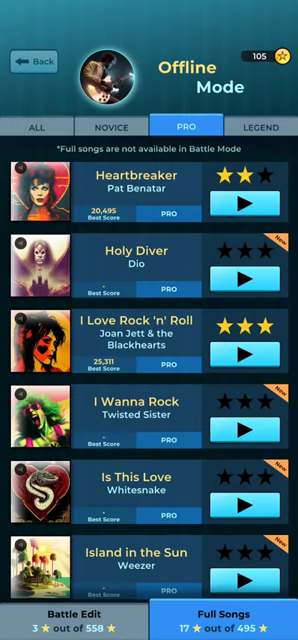 Back
Offline
Mode
105
ALL
NOVICE
PRO
LEGEND
*Full songs are not available in Battle Mode
Heartbreaker
Pat Benatar
20,495
Best Score
PRO
New
Holy Diver
Dio
-
Best Score
PRO
I Love Rock 'n' Roll
Joan Jett & the
Blackhearts
25,311
Best Score
PRO
New
I Wanna Rock
Twisted Sister
-
Best Score
PRO
New
Is This Love
Whitesnake
-
Best Score
PRO
New
Island in the Sun
Weezer
-
Best Score
PRO
Battle Edit
3 ⭐ out of 558 ⭐
Full Songs
17 ⭐ out of 495 ⭐